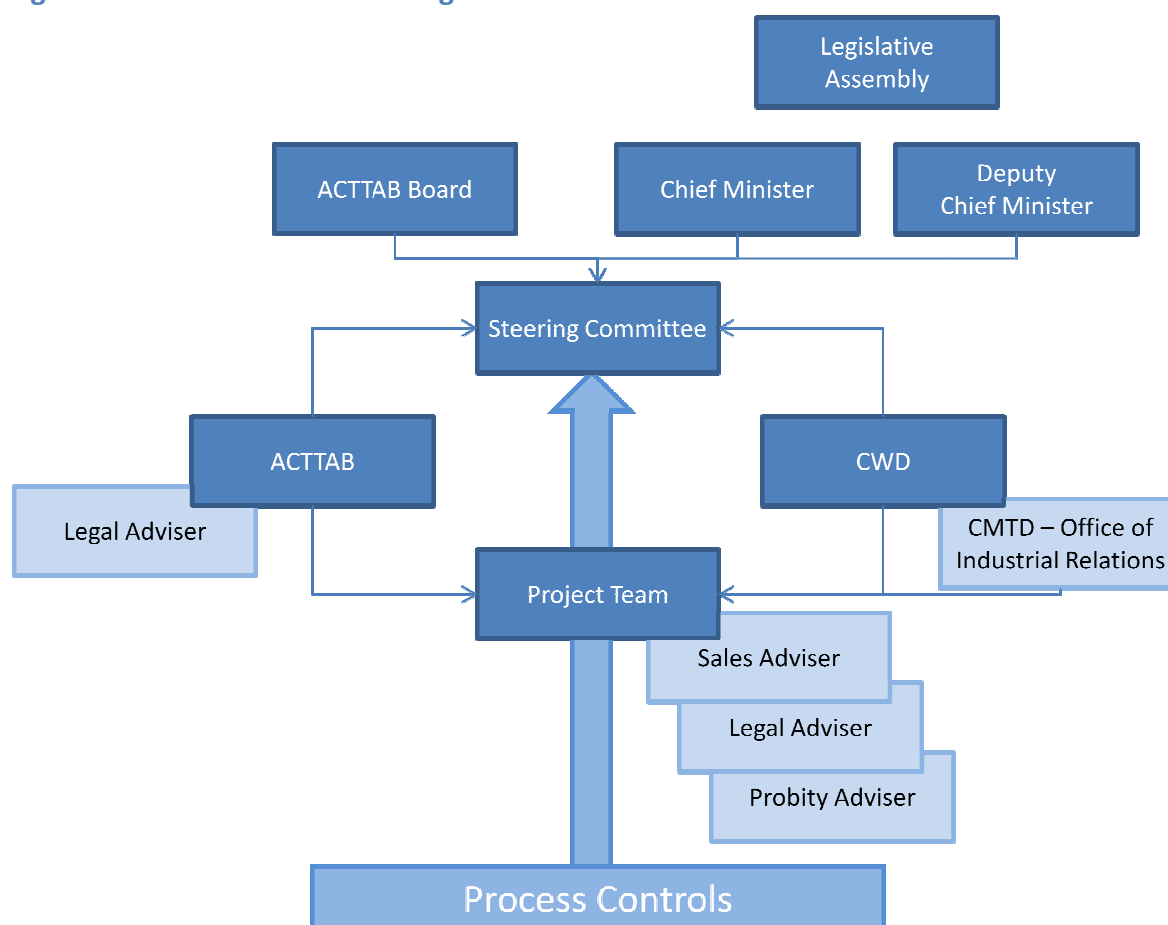 Legislative
Assembly
ACTTAB Board
Chief Minister
Deputy
Chief Minister
Steering Committee
ACTTAB
CWD
Legal Adviser
CMTD – Office of
Industrial Relations
Project Team
Sales Adviser
Legal Adviser
Probity Adviser
Process Controls